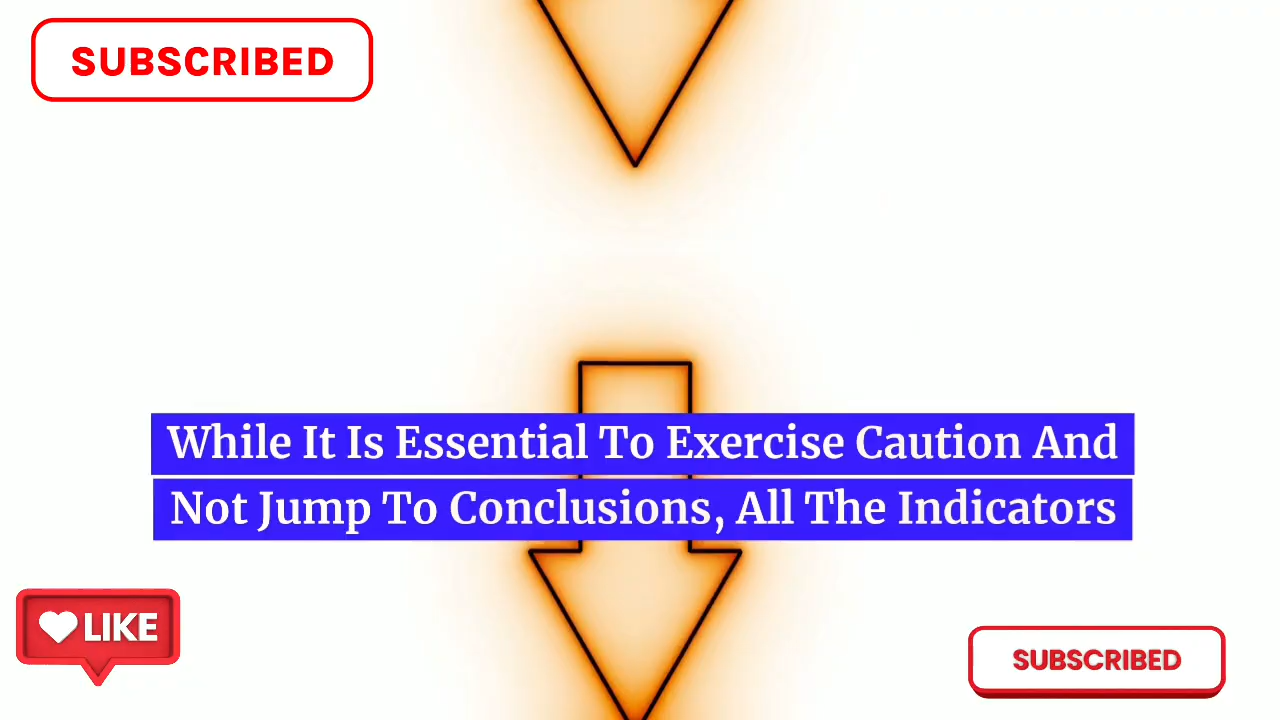 SUBSCRIBED
While It Is Essential To Exercise Caution And
Not Jump To Conclusions, All The Indicators
LIKE
SUBSCRIBED